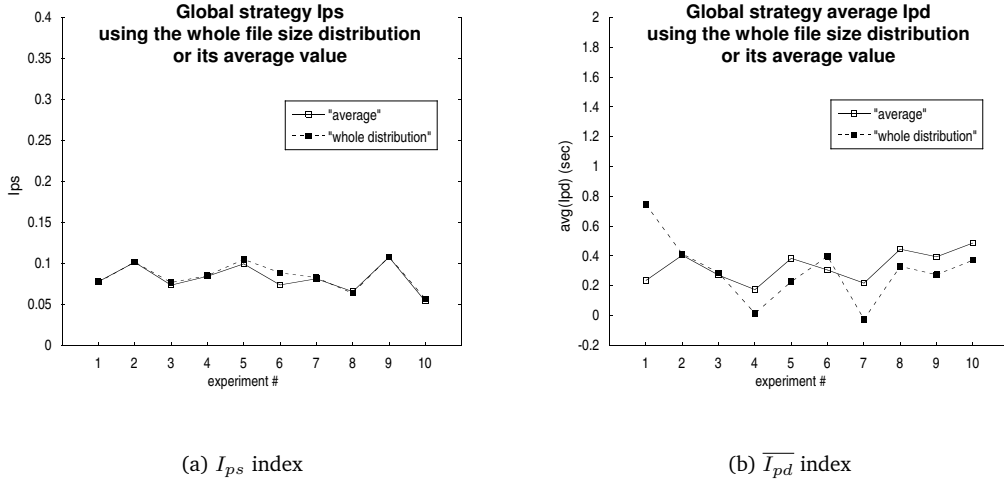 Global strategy Ips
using the whole file size distribution
or its average value
0.4
0.35
0.3
0.25
0.2
0.15
0.1
0.05
0
Ips
"average"
"whole distribution"
1 2 3 4 5 6 7 8 9 10
experiment #
(a) I_{ps} index
Global strategy average Ipd
using the whole file size distribution
or its average value
2
1.8
1.6
1.4
1.2
1
0.8
0.6
0.4
0.2
0
-0.2
avg(Ipd) (sec)
"average"
"whole distribution"
1 2 3 4 5 6 7 8 9 10
experiment #
(b) \overline{I_{pd}} index